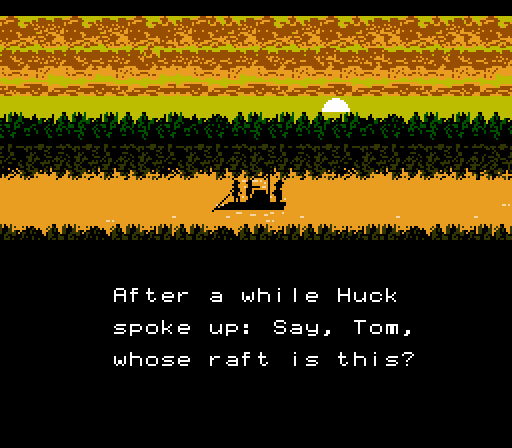 After a while Huck
spoke up: Say, Tom,
whose raft is this?